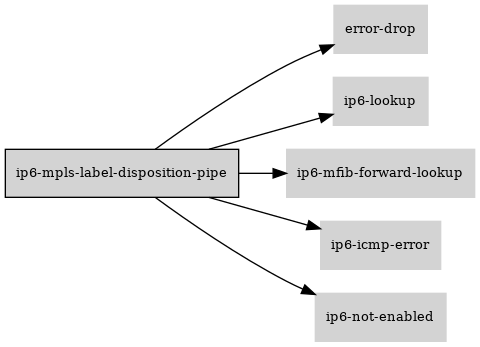 error-drop
ip6-lookup
ip6-mpls-label-disposition-pipe
ip6-mfib-forward-lookup
ip6-icmp-error
ip6-not-enabled